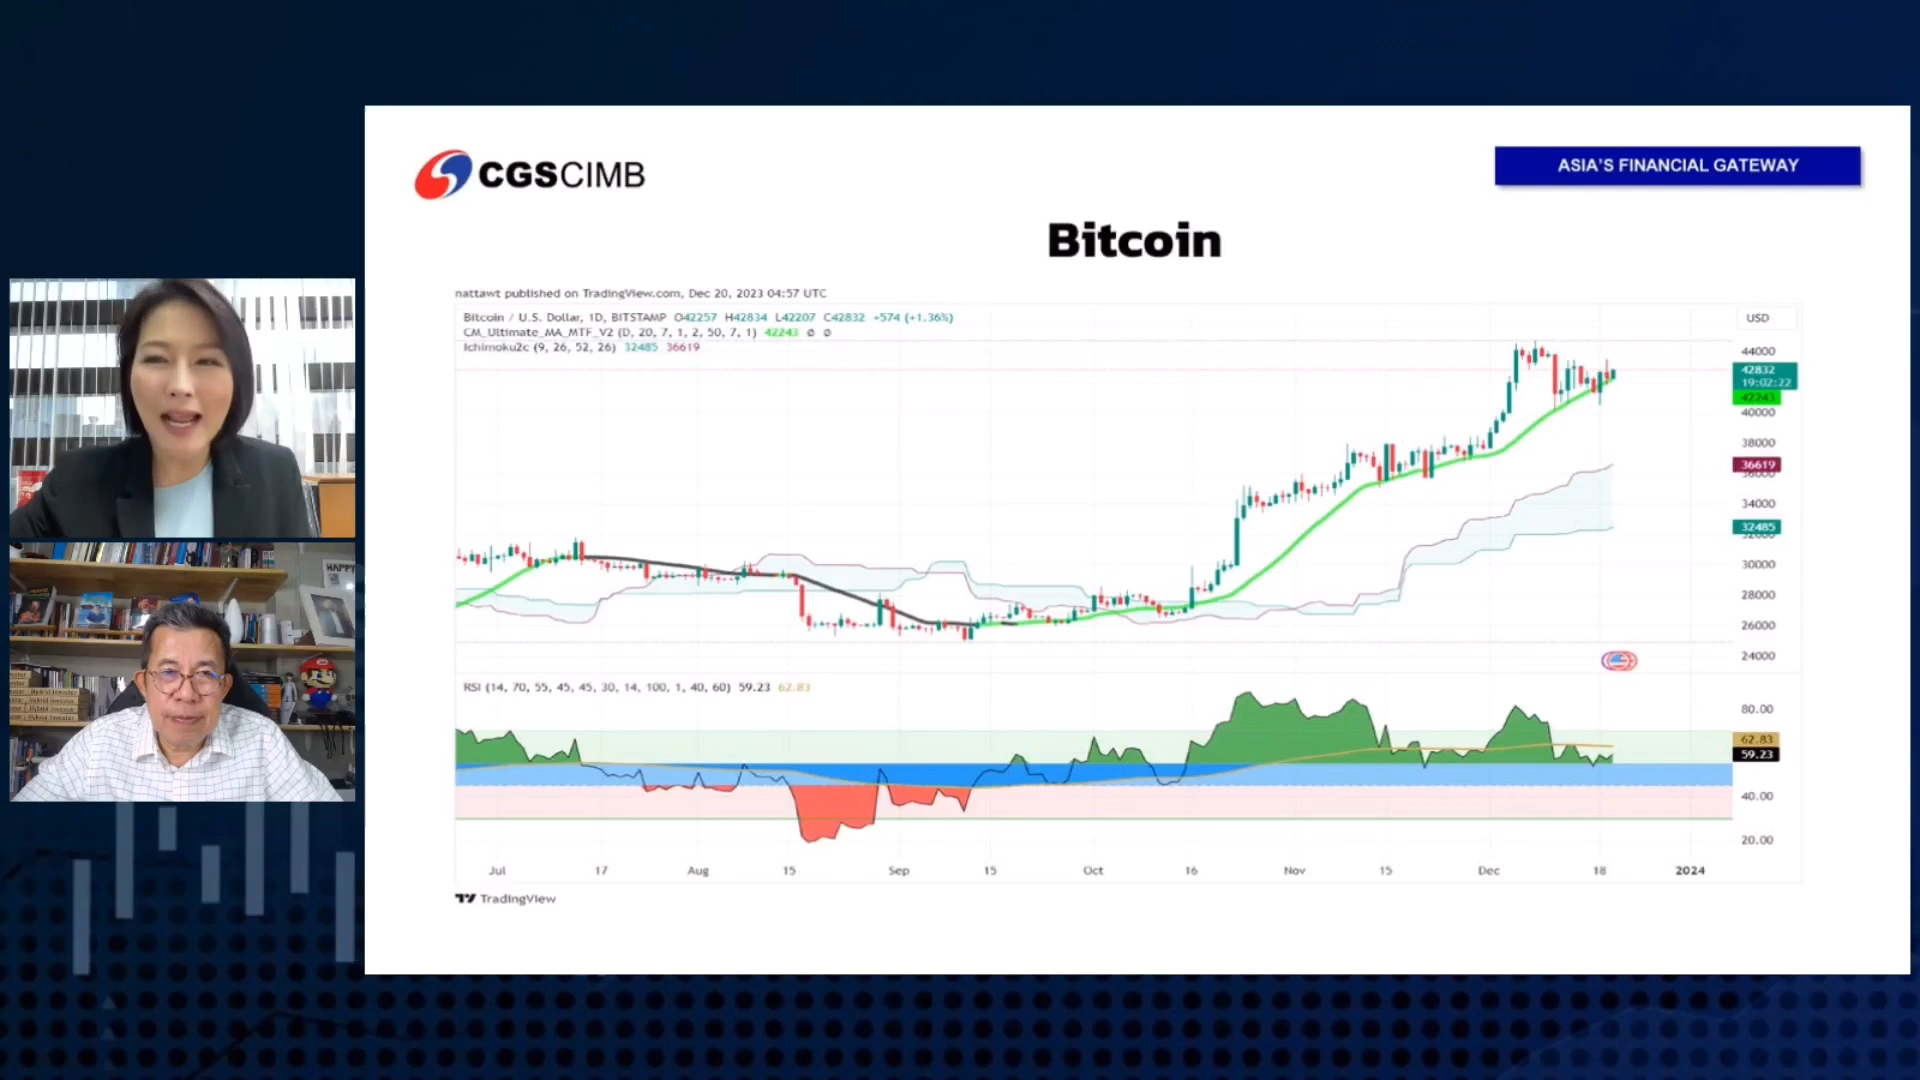 CGSCIMB
ASIA'S FINANCIAL GATEWAY
Bitcoin
nattawt published on TradingView.com, Dec 20, 2023 04:57 UTC
Bitcoin / U.S. Dollar, 1D, BITSTAMP O42257 H42834 L42207 C42832 +574 (+1.36%)
CM_Ultimate_MA_MTF_V2 (D, 20, 7, 1, 2, 50, 7, 1) 42243 ∅ ∅
Ichimoku2c (9, 26, 52, 26) 32485 36619
USD
44000
42832
19:02:22
42243
40000
38000
36619
36000
34000
32485
32000
30000
28000
26000
24000
RSI (14, 70, 55, 45, 45, 30, 14, 100, 1, 40, 60) 59.23 62.83
80.00
62.83
59.23
40.00
20.00
Jul 17 Aug 15 Sep 15 Oct 16 Nov 15 Dec 18 2024
TradingView
HAPPY